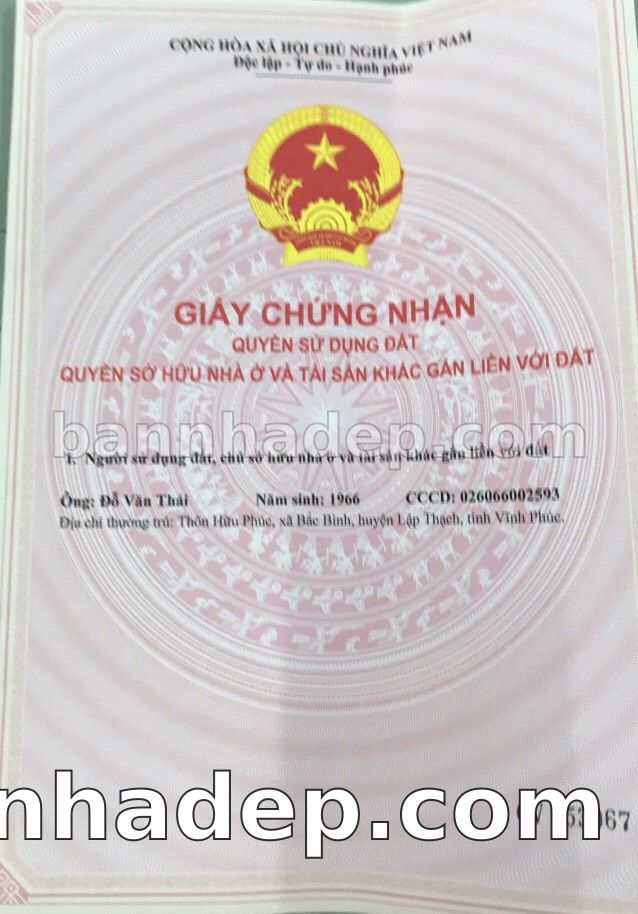 CỘNG HÒA XÃ HỘI CHỦ NGHĨA VIỆT NAM
Độc lập - Tự do - Hạnh phúc
GIẤY CHỨNG NHẬN
QUYỀN SỬ DỤNG ĐẤT
QUYỀN SỞ HỮU NHÀ Ở VÀ TÀI SẢN KHÁC GẮN LIỀN VỚI ĐẤT
bannhadep.com
I. Người sử dụng đất, chủ sở hữu nhà ở và tài sản khác gắn liền với đất
Ông: Đỗ Văn Thái Năm sinh: 1966 CCCD: 026066002593
Địa chỉ thường trú: Thôn Hữu Phúc, xã Bắc Bình, huyện Lập Thạch, tỉnh Vĩnh Phúc.
nhadep.com